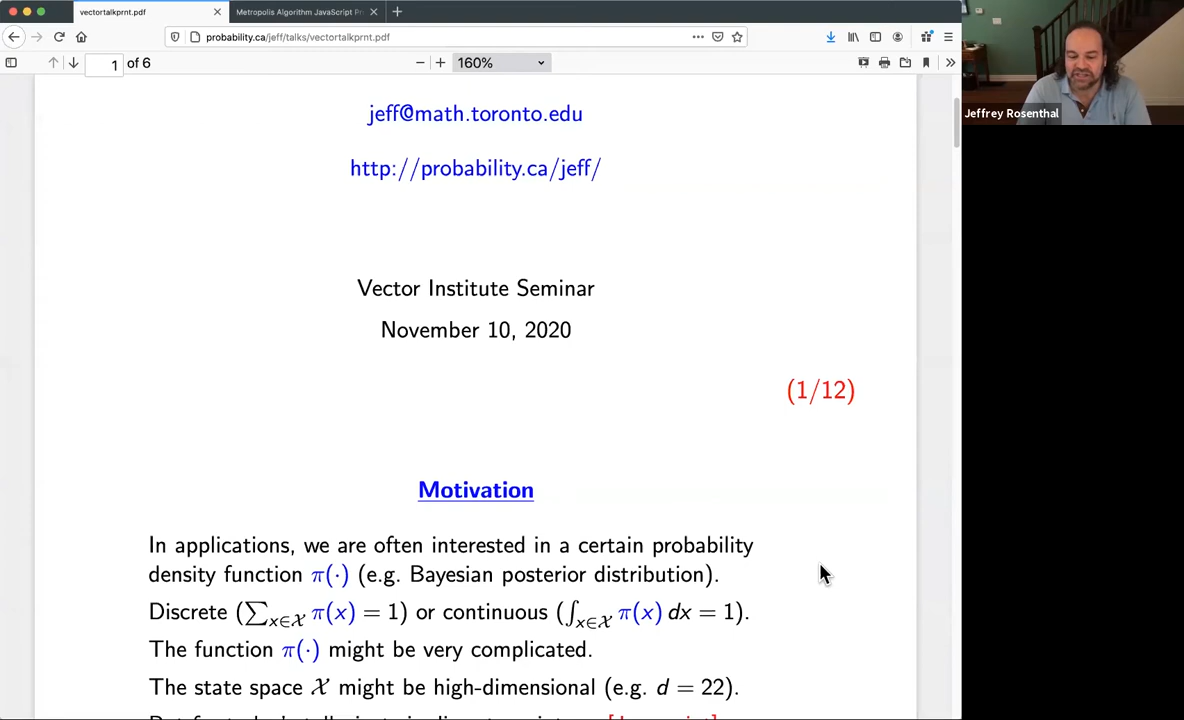 vectortalkprnt.pdf
Metropolis Algorithm JavaScript Pr
probability.ca/jeff/talks/vectortalkprnt.pdf
1 of 6
160%
jeff@math.toronto.edu
http://probability.ca/jeff/
Vector Institute Seminar
November 10, 2020
(1/12)
Motivation
In applications, we are often interested in a certain probability
density function π(·) (e.g. Bayesian posterior distribution).
Discrete (∑x∈𝒳 π(x) = 1) or continuous (∫x∈𝒳 π(x) dx = 1).
The function π(·) might be very complicated.
The state space 𝒳 might be high-dimensional (e.g. d = 22).
Jeffrey Rosenthal